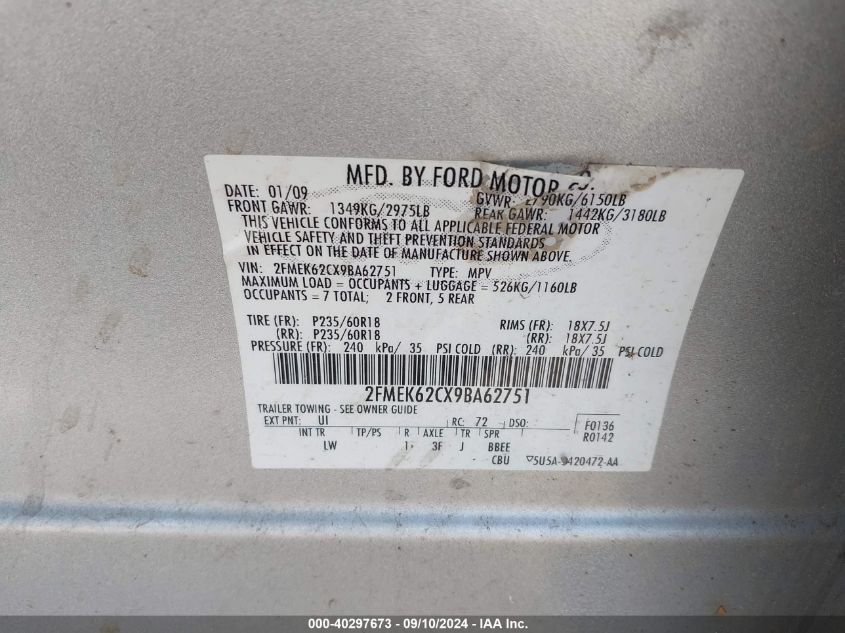 MFD. BY FORD MOTOR CO.
DATE: 01/09 GVWR: 2790KG/6150LB
FRONT GAWR: 1349KG/2975LB REAR GAWR: 1442KG/3180LB
THIS VEHICLE CONFORMS TO ALL APPLICABLE FEDERAL MOTOR
VEHICLE SAFETY AND THEFT PREVENTION STANDARDS
IN EFFECT ON THE DATE OF MANUFACTURE SHOWN ABOVE.
VIN: 2FMEK62CX9BA62751 TYPE: MPV
MAXIMUM LOAD = OCCUPANTS + LUGGAGE = 526KG/1160LB
OCCUPANTS = 7 TOTAL; 2 FRONT, 5 REAR
TIRE (FR): P235/60R18 RIMS (FR): 18X7.5J
(RR): P235/60R18 (RR): 18X7.5J
PRESSURE (FR): 240 kPa/ 35 PSI COLD (RR): 240 kPa/ 35 PSI COLD
2FMEK62CX9BA62751
TRAILER TOWING - SEE OWNER GUIDE
EXT PNT: UI RC: 72 DSO: F0136
INT TR TP/PS R AXLE TR SPR R0142
LW 1 3F J BBEE
CBU 5U5A-9420472-AA
000-40297673 - 09/10/2024 - IAA Inc.